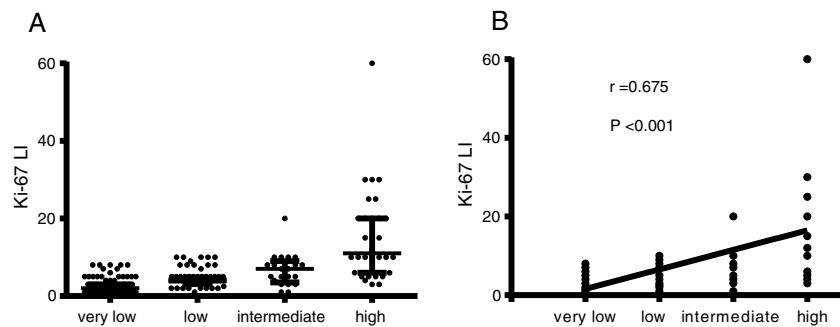 A
Ki-67 LI
60
40
20
0
very low low intermediate high
B
Ki-67 LI
60
40
20
0
r =0.675
P <0.001
very low low intermediate high